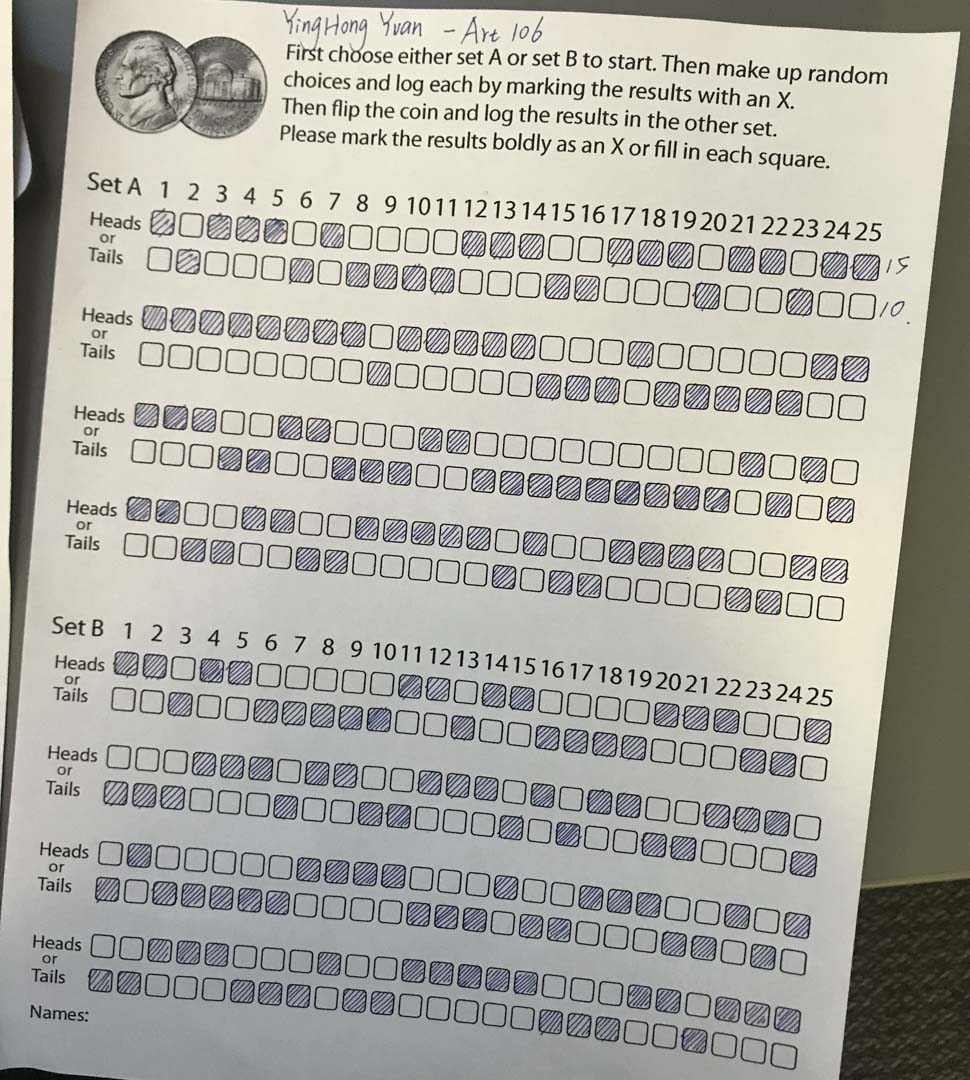 YingHong Yuan - Art 106
First choose either set A or set B to start. Then make up random
choices and log each by marking the results with an X.
Then flip the coin and log the results in the other set.
Please mark the results boldly as an X or fill in each square.
Set A 1 2 3 4 5 6 7 8 9 10 11 12 13 14 15 16 17 18 19 20 21 22 23 24 25
Heads 15
or
Tails 10.
Heads
or
Tails
Heads
or
Tails
Heads
or
Tails
Set B 1 2 3 4 5 6 7 8 9 10 11 12 13 14 15 16 17 18 19 20 21 22 23 24 25
Heads
or
Tails
Heads
or
Tails
Heads
or
Tails
Heads
or
Tails
Names: